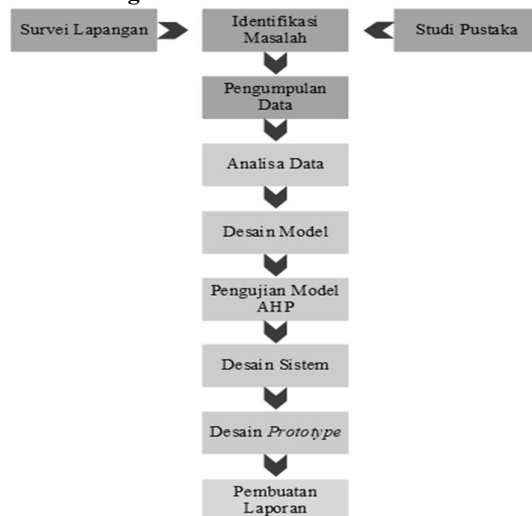 Survei Lapangan
Identifikasi
Masalah
Studi Pustaka
Pengumpulan
Data
Analisa Data
Desain Model
Pengujian Model
AHP
Desain Sistem
Desain Prototype
Pembuatan
Laporan